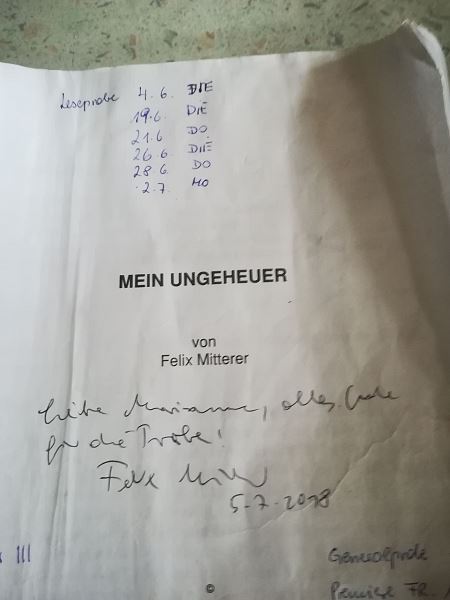 Leseprobe 4.6. DIE
19.6. DIE
21.6 DO
26.6. DIE
28.6. DO
2.7. MO
MEIN UNGEHEUER
von
Felix Mitterer
Liebe Marianne, alles Gute
für die Probe!
Felix Mitterer
5-7-2018
III
Generalprobe
Premiere FR.
©